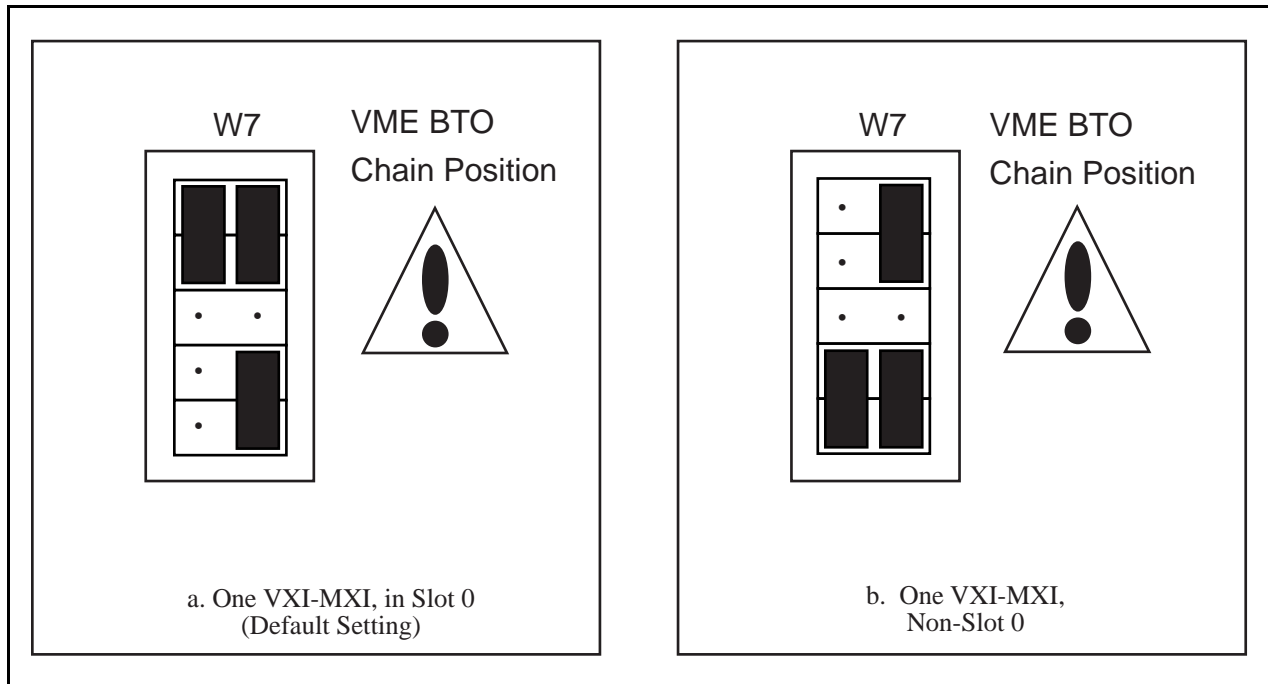 W7
VME BTO
Chain Position
a. One VXI-MXI, in Slot 0
(Default Setting)
W7
VME BTO
Chain Position
b. One VXI-MXI,
Non-Slot 0